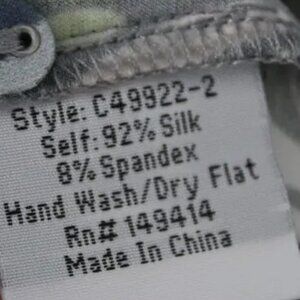 Style: C49922-2
Self: 92% Silk
8% Spandex
Hand Wash/Dry Flat
Rn# 149414
Made In China